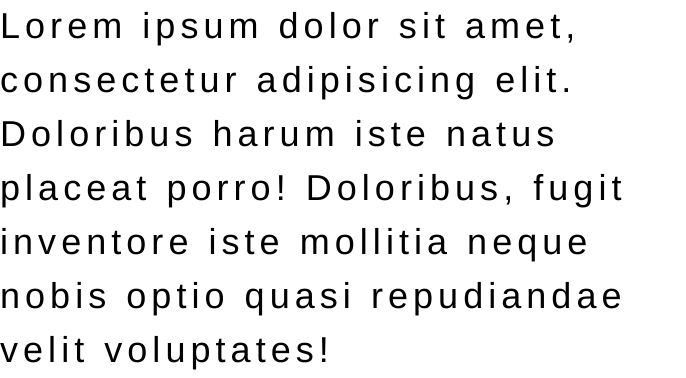 Lorem ipsum dolor sit amet,
consectetur adipisicing elit.
Doloribus harum iste natus
placeat porro! Doloribus, fugit
inventore iste mollitia neque
nobis optio quasi repudiandae
velit voluptates!